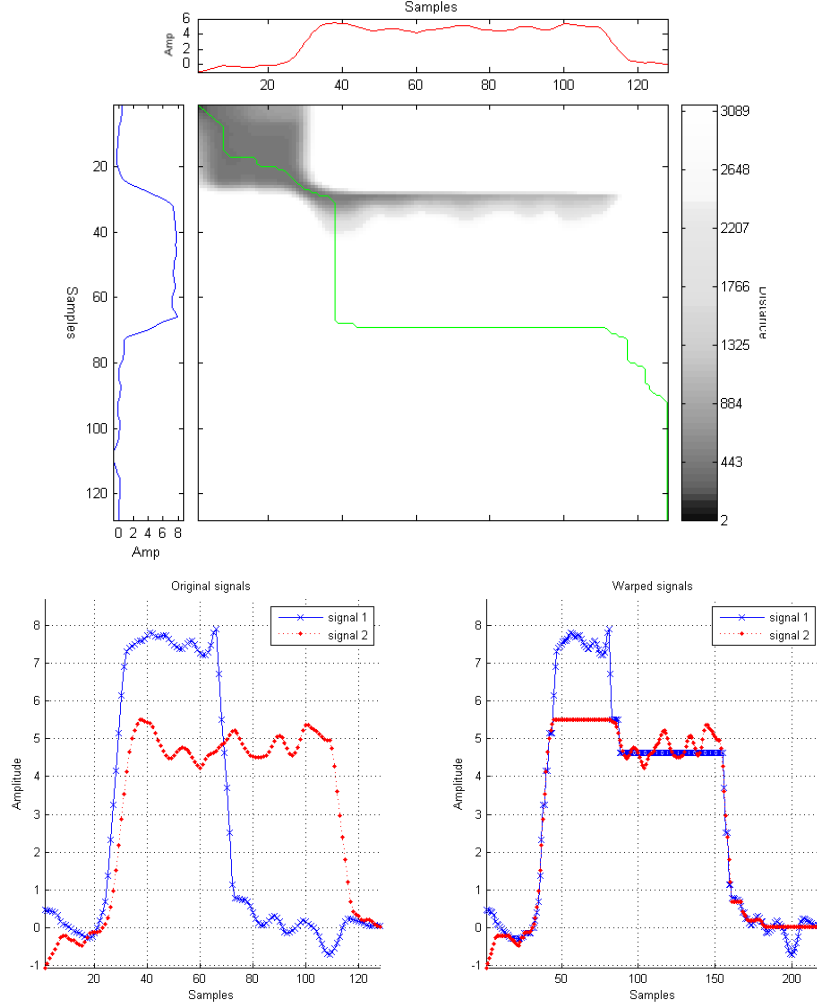 Samples
Amp
6
4
2
0
20 40 60 80 100 120
20
40
60
80
100
120
Samples
0 2 4 6 8
Amp
3089
2648
2207
1766
1325
884
443
2
Distance
Original signals
signal 1
signal 2
8
7
6
5
4
3
2
1
0
-1
Amplitude
20 40 60 80 100 120
Samples
Warped signals
signal 1
signal 2
8
7
6
5
4
3
2
1
0
-1
Amplitude
50 100 150 200
Samples